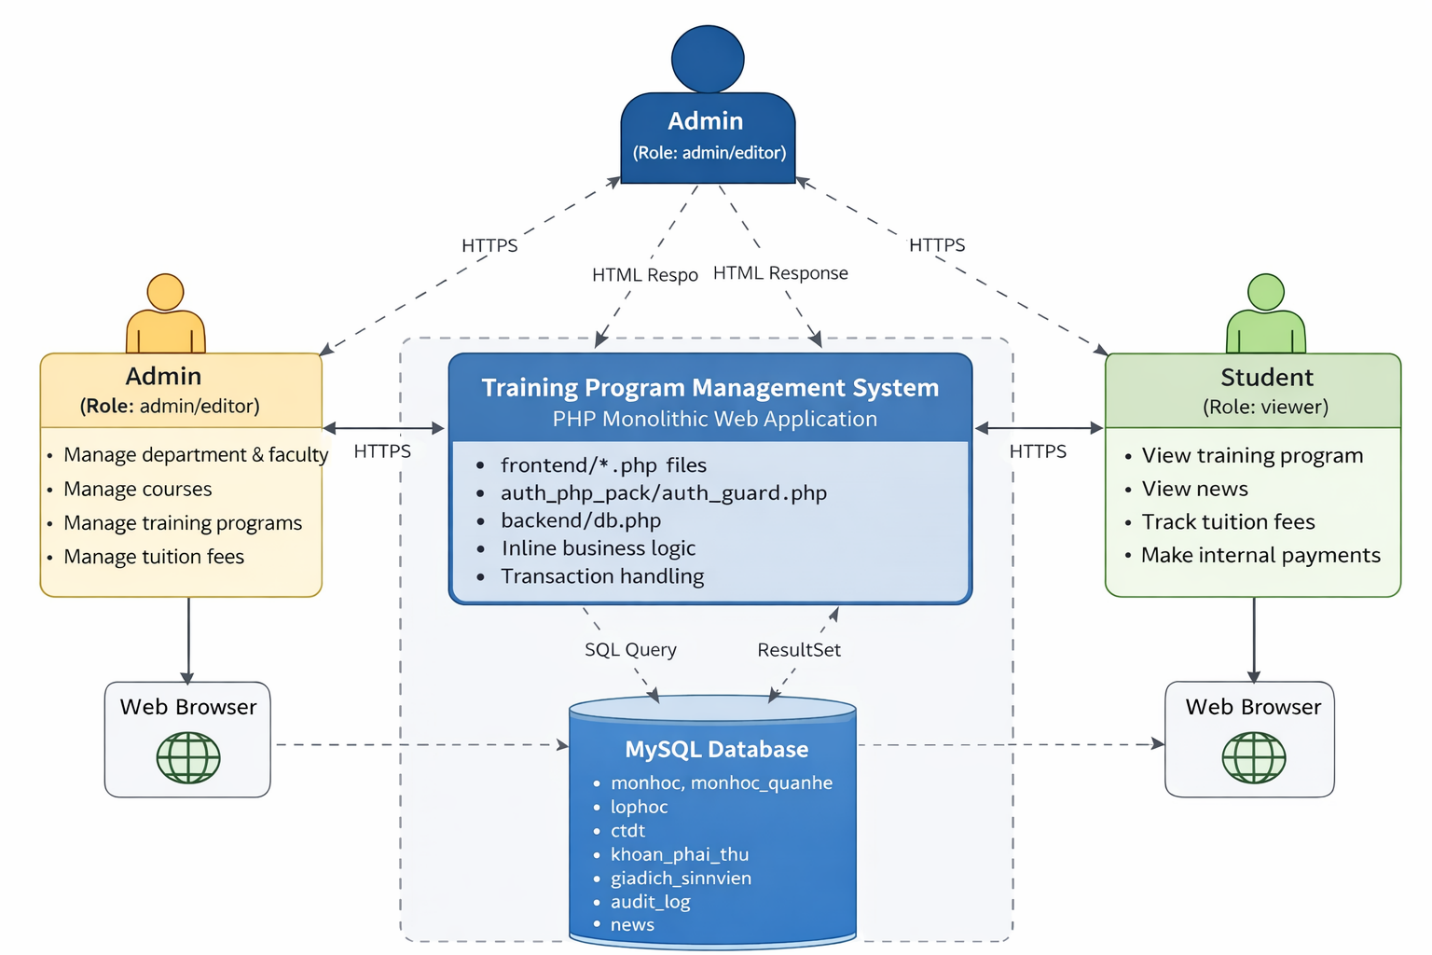 Admin
(Role: admin/editor)
HTTPS
HTTPS
HTML Respo
HTML Response
Admin
(Role: admin/editor)
• Manage department & faculty
• Manage courses
• Manage training programs
• Manage tuition fees
HTTPS
Training Program Management System
PHP Monolithic Web Application
• frontend/*.php files
• auth_php_pack/auth_guard.php
• backend/db.php
• Inline business logic
• Transaction handling
HTTPS
Student
(Role: viewer)
• View training program
• View news
• Track tuition fees
• Make internal payments
SQL Query
ResultSet
Web Browser
MySQL Database
• monhoc, monhoc_quanhe
• lophoc
• ctdt
• khoan_phai_thu
• giadich_sinnvien
• audit_log
• news
Web Browser